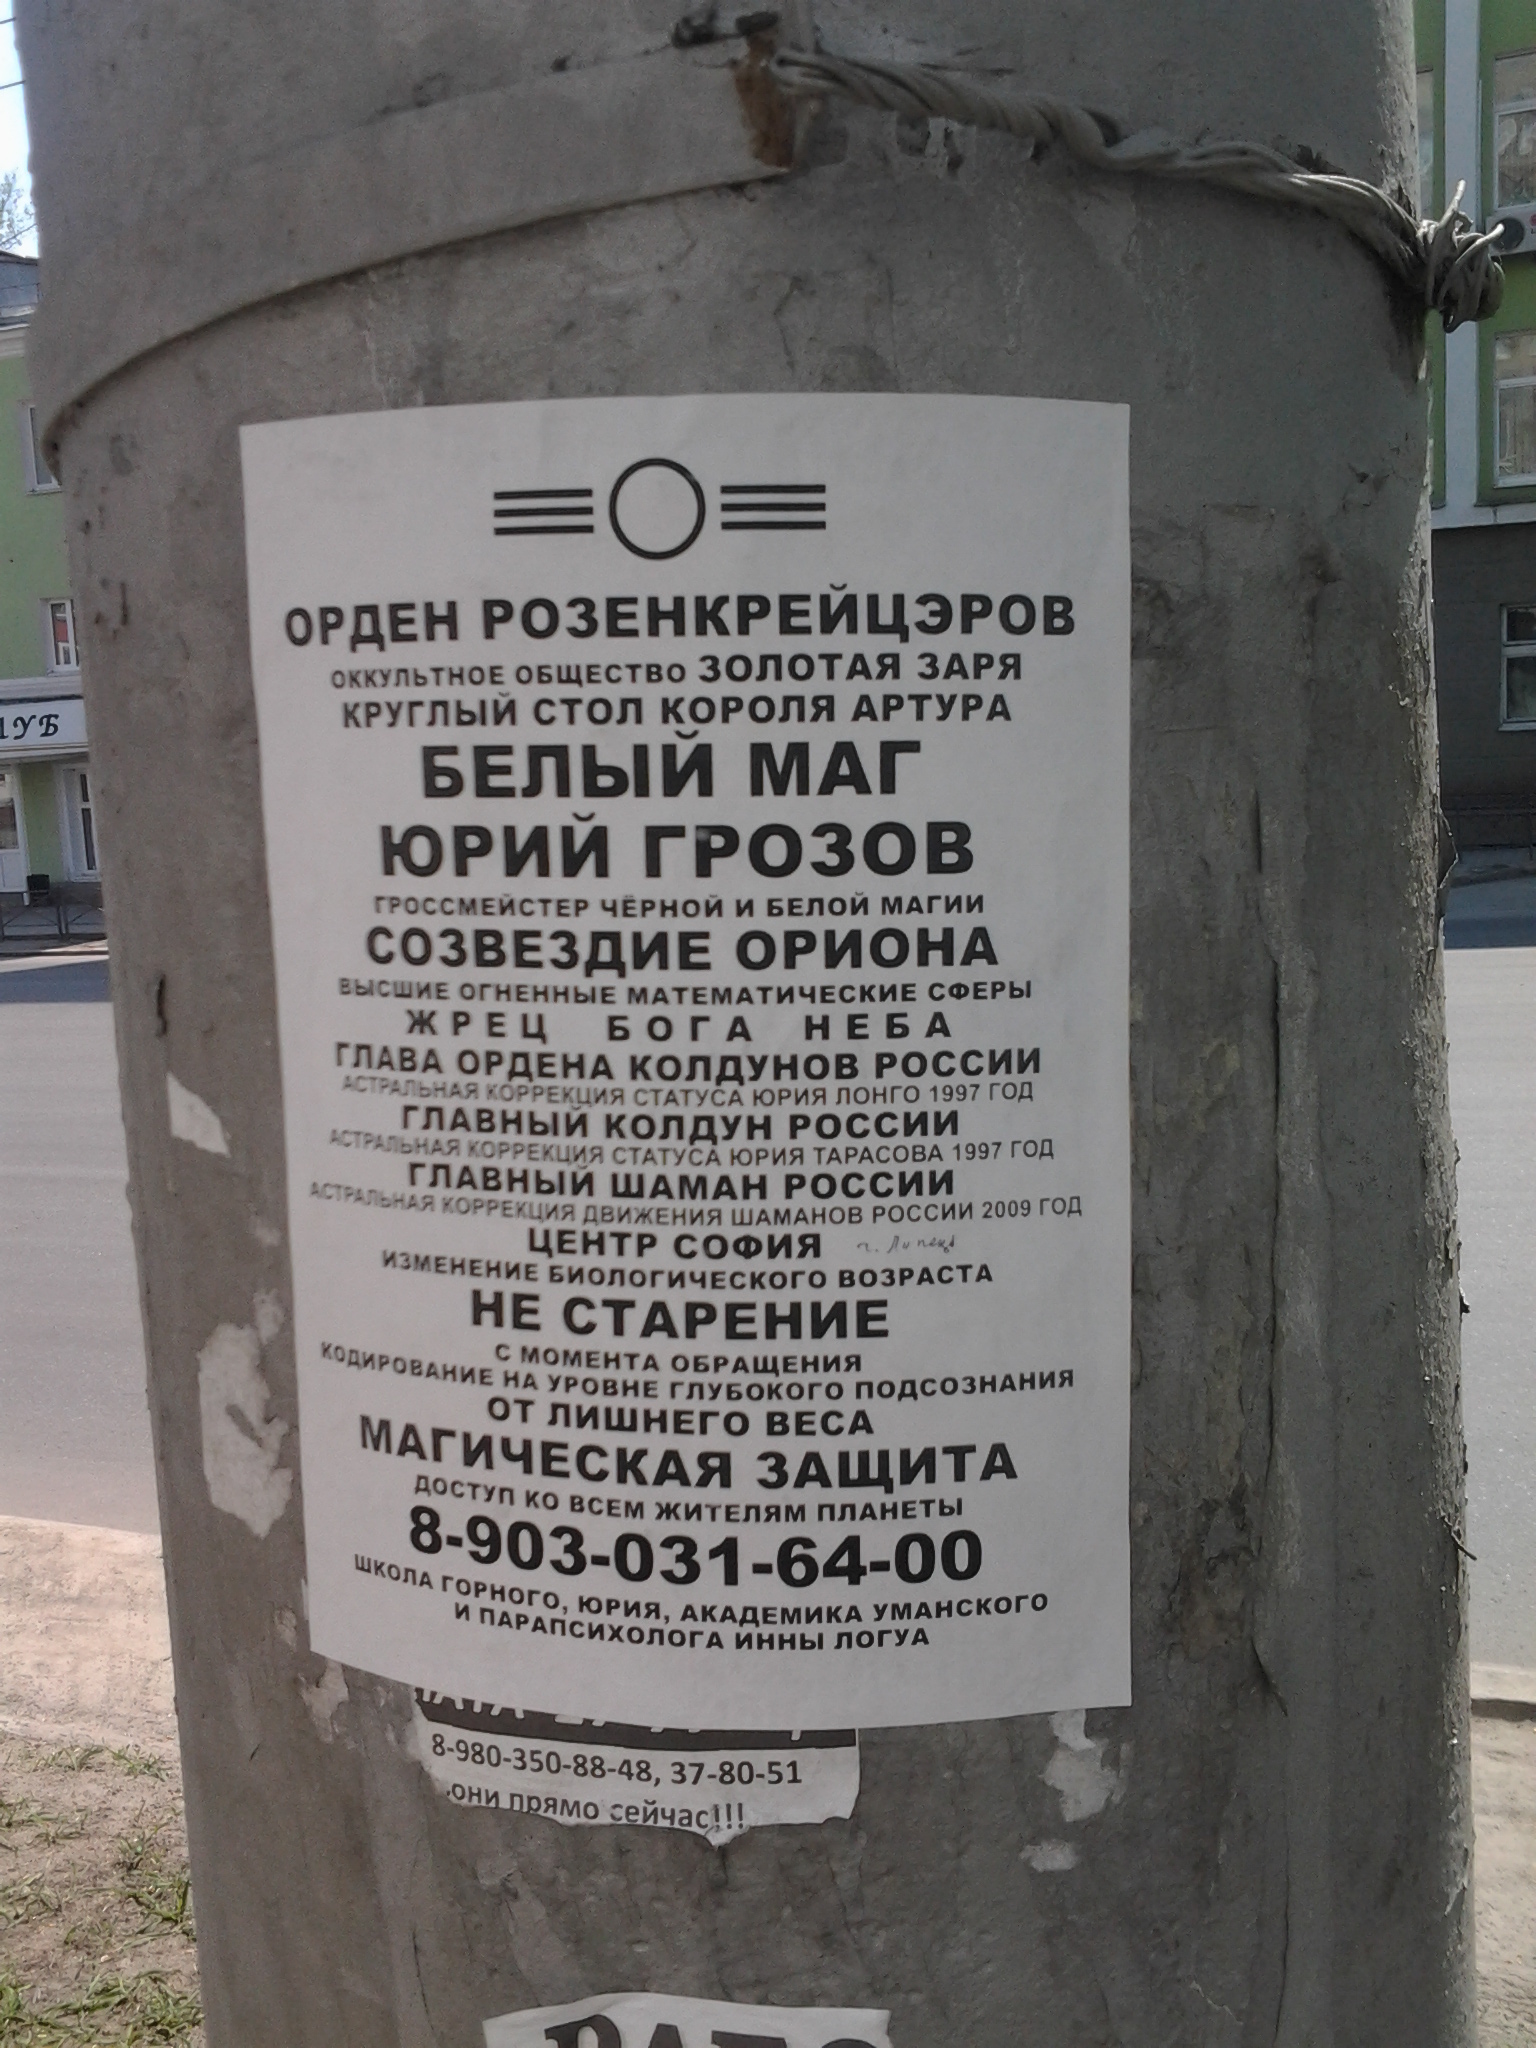 ЛУБ
ОРДЕН РОЗЕНКРЕЙЦЭРОВ
ОККУЛЬТНОЕ ОБЩЕСТВО ЗОЛОТАЯ ЗАРЯ
КРУГЛЫЙ СТОЛ КОРОЛЯ АРТУРА
БЕЛЫЙ МАГ
ЮРИЙ ГРОЗОВ
ГРОССМЕЙСТЕР ЧЁРНОЙ И БЕЛОЙ МАГИИ
СОЗВЕЗДИЕ ОРИОНА
ВЫСШИЕ ОГНЕННЫЕ МАТЕМАТИЧЕСКИЕ СФЕРЫ
ЖРЕЦ БОГА НЕБА
ГЛАВА ОРДЕНА КОЛДУНОВ РОССИИ
АСТРАЛЬНАЯ КОРРЕКЦИЯ СТАТУСА ЮРИЯ ЛОНГО 1997 ГОД
ГЛАВНЫЙ КОЛДУН РОССИИ
АСТРАЛЬНАЯ КОРРЕКЦИЯ СТАТУСА ЮРИЯ ТАРАСОВА 1997 ГОД
ГЛАВНЫЙ ШАМАН РОССИИ
АСТРАЛЬНАЯ КОРРЕКЦИЯ ДВИЖЕНИЯ ШАМАНОВ РОССИИ 2009 ГОД
ЦЕНТР СОФИЯ г. Липецк
ИЗМЕНЕНИЕ БИОЛОГИЧЕСКОГО ВОЗРАСТА
НЕ СТАРЕНИЕ
С МОМЕНТА ОБРАЩЕНИЯ
КОДИРОВАНИЕ НА УРОВНЕ ГЛУБОКОГО ПОДСОЗНАНИЯ
ОТ ЛИШНЕГО ВЕСА
МАГИЧЕСКАЯ ЗАЩИТА
ДОСТУП КО ВСЕМ ЖИТЕЛЯМ ПЛАНЕТЫ
8-903-031-64-00
ШКОЛА ГОРНОГО, ЮРИЯ, АКАДЕМИКА УМАНСКОГО
И ПАРАПСИХОЛОГА ИННЫ ЛОГУА
8-980-350-88-48, 37-80-51
они прямо сейчас!!!